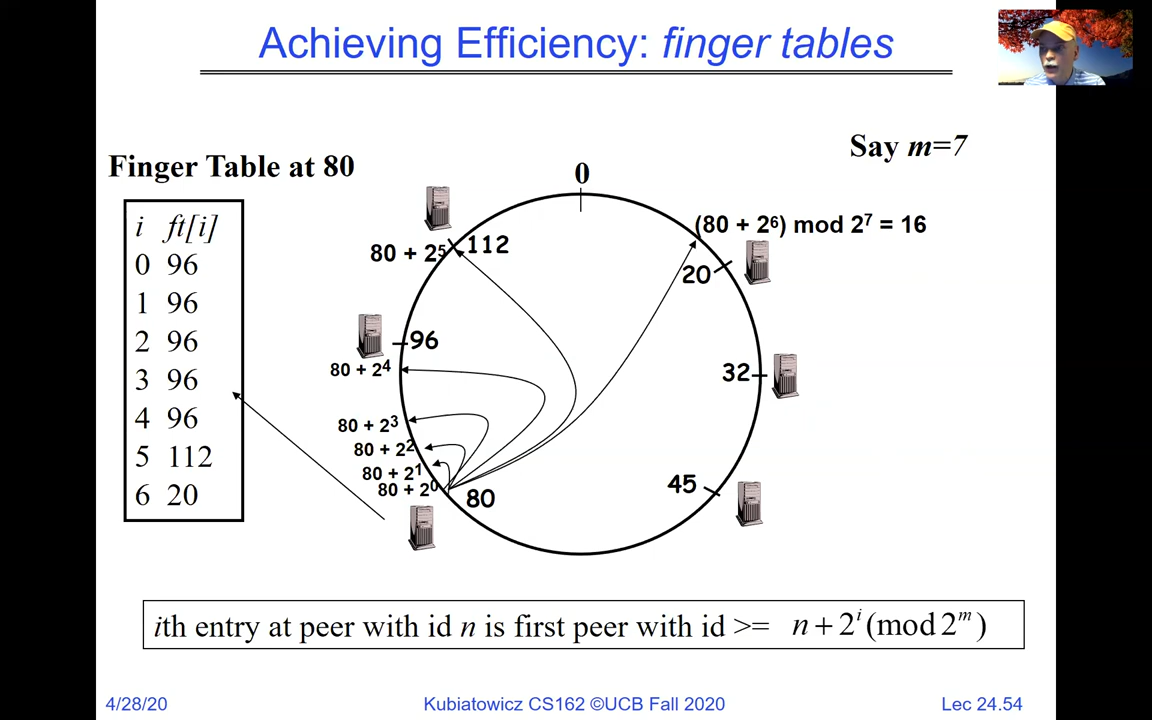 Achieving Efficiency: finger tables
Say m=7
Finger Table at 80
i ft[i]
0 96
1 96
2 96
3 96
4 96
5 112
6 20
0
(80 + 2⁶) mod 2⁷ = 16
80 + 2⁵
112
20
96
80 + 2⁴
32
80 + 2³
80 + 2²
80 + 2¹
80 + 2⁰
80
45
ith entry at peer with id n is first peer with id >= n + 2ⁱ (mod 2ᵐ)
4/28/20
Kubiatowicz CS162 ©UCB Fall 2020
Lec 24.54